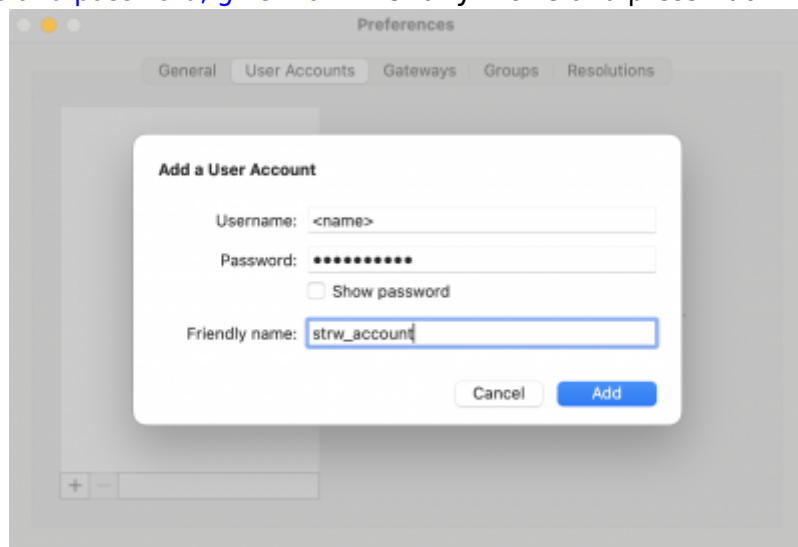 Preferences
General User Accounts Gateways Groups Resolutions
Add a User Account
Username: <name>
Password: ••••••••••
Show password
Friendly name: strw_account
Cancel Add
+ −